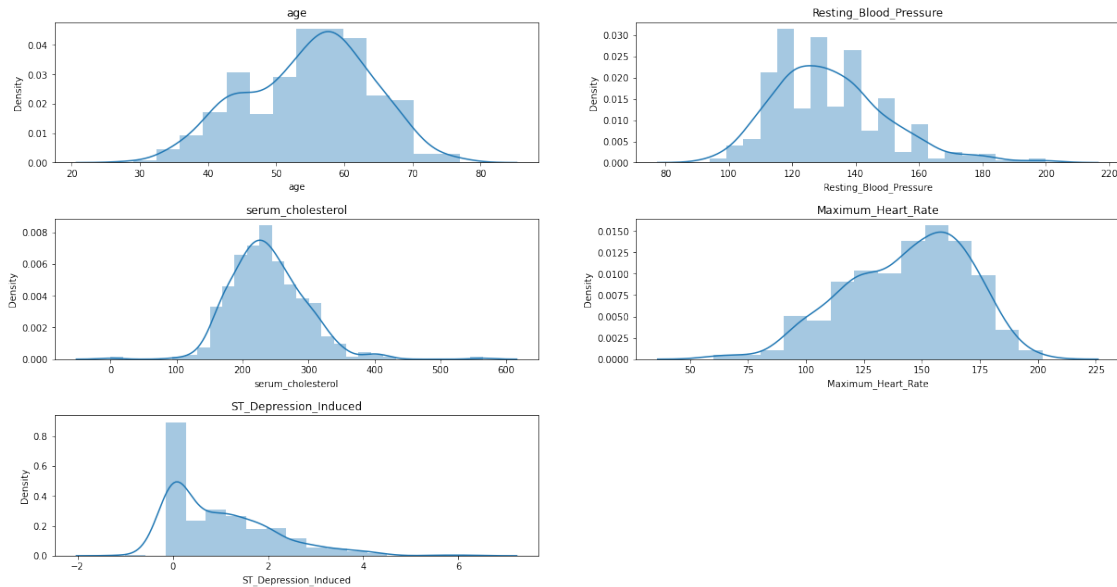 age
0.04
0.03
0.02
0.01
0.00
Density
20 30 40 50 60 70 80
age
Resting_Blood_Pressure
0.030
0.025
0.020
0.015
0.010
0.005
0.000
Density
80 100 120 140 160 180 200 220
Resting_Blood_Pressure
serum_cholesterol
0.008
0.006
0.004
0.002
0.000
Density
0 100 200 300 400 500 600
serum_cholesterol
Maximum_Heart_Rate
0.0150
0.0125
0.0100
0.0075
0.0050
0.0025
0.0000
Density
50 75 100 125 150 175 200 225
Maximum_Heart_Rate
ST_Depression_Induced
0.8
0.6
0.4
0.2
0.0
Density
−2 0 2 4 6
ST_Depression_Induced